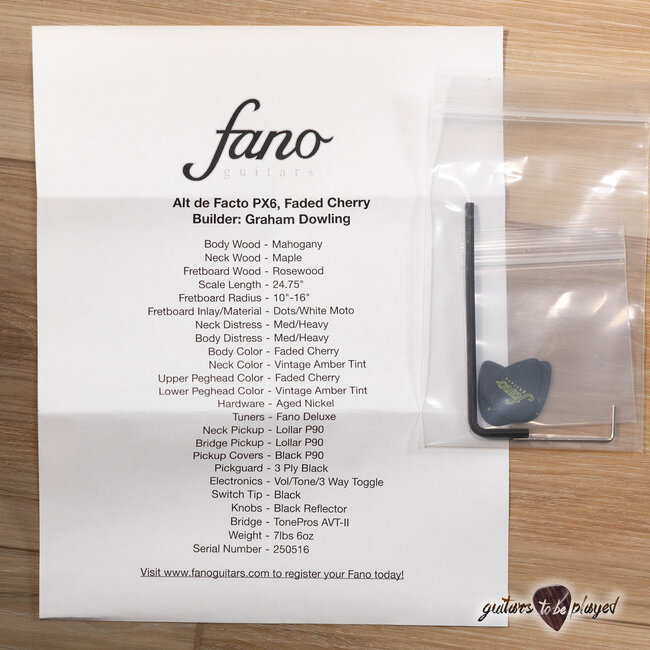 fano
guitars
Alt de Facto PX6, Faded Cherry
Builder: Graham Dowling
Body Wood - Mahogany
Neck Wood - Maple
Fretboard Wood - Rosewood
Scale Length - 24.75"
Fretboard Radius - 10"-16"
Fretboard Inlay/Material - Dots/White Moto
Neck Distress - Med/Heavy
Body Distress - Med/Heavy
Body Color - Faded Cherry
Neck Color - Vintage Amber Tint
Upper Peghead Color - Faded Cherry
Lower Peghead Color - Vintage Amber Tint
Hardware - Aged Nickel
Tuners - Fano Deluxe
Neck Pickup - Lollar P90
Bridge Pickup - Lollar P90
Pickup Covers - Black P90
Pickguard - 3 Ply Black
Electronics - Vol/Tone/3 Way Toggle
Switch Tip - Black
Knobs - Black Reflector
Bridge - TonePros AVT-II
Weight - 7lbs 6oz
Serial Number - 250516
Visit www.fanoguitars.com to register your Fano today!
fano
guitars to be played